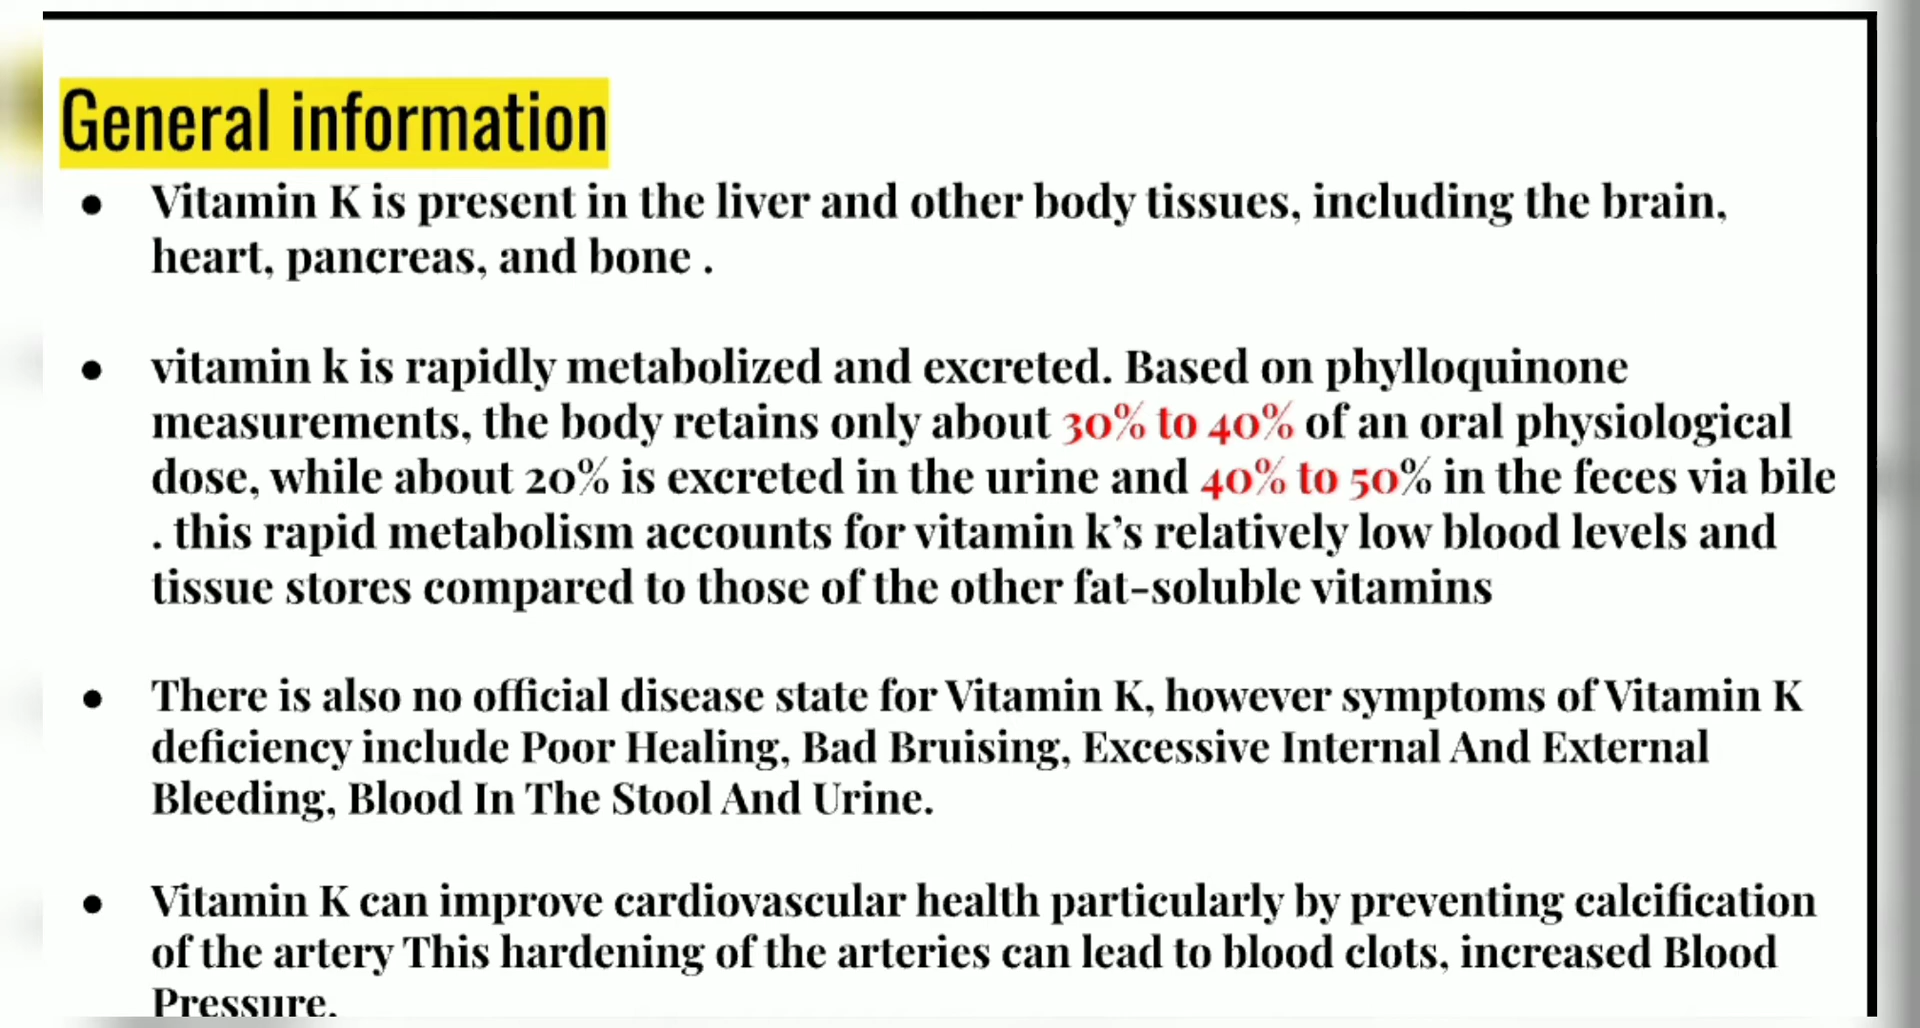 General information
● Vitamin K is present in the liver and other body tissues, including the brain,
heart, pancreas, and bone .
● vitamin k is rapidly metabolized and excreted. Based on phylloquinone
measurements, the body retains only about 30% to 40% of an oral physiological
dose, while about 20% is excreted in the urine and 40% to 50% in the feces via bile
. this rapid metabolism accounts for vitamin k’s relatively low blood levels and
tissue stores compared to those of the other fat-soluble vitamins
● There is also no official disease state for Vitamin K, however symptoms of Vitamin K
deficiency include Poor Healing, Bad Bruising, Excessive Internal And External
Bleeding, Blood In The Stool And Urine.
● Vitamin K can improve cardiovascular health particularly by preventing calcification
of the artery This hardening of the arteries can lead to blood clots, increased Blood
Pressure.